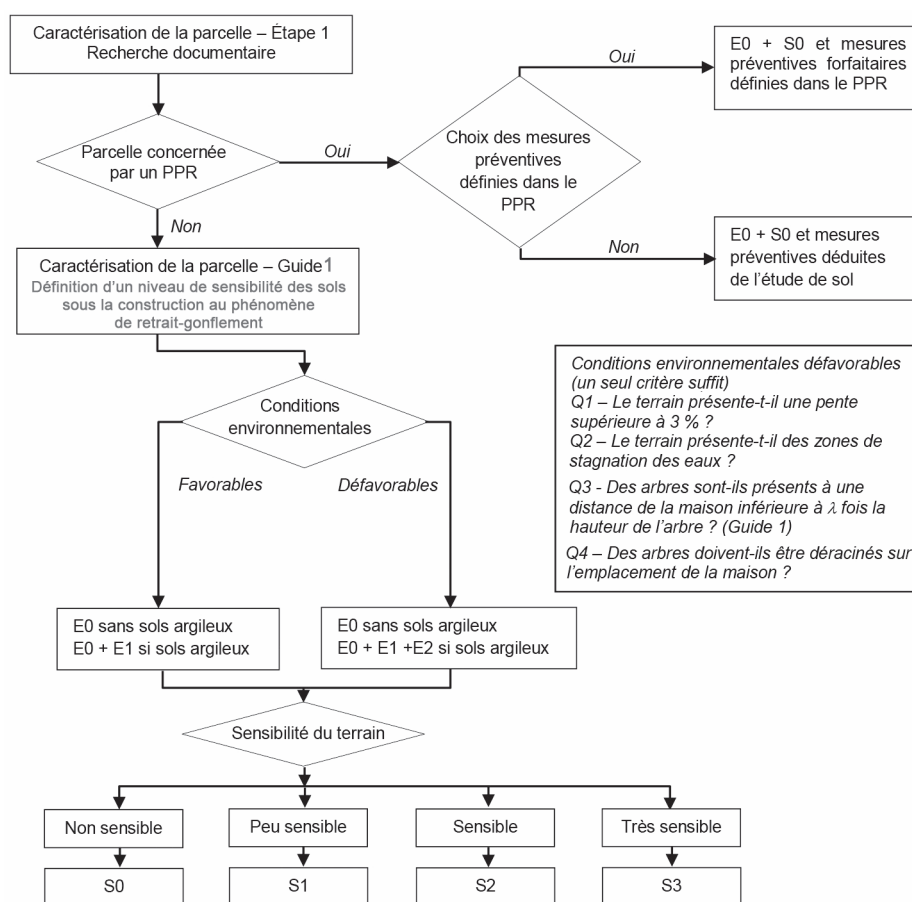 Caractérisation de la parcelle – Étape 1
Recherche documentaire
Parcelle concernée
par un PPR
Oui
Choix des mesures
préventives
définies dans le
PPR
Oui
E0 + S0 et mesures
préventives forfaitaires
définies dans le PPR
Non
E0 + S0 et mesures
préventives déduites
de l'étude de sol
Non
Caractérisation de la parcelle – Guide1
Définition d'un niveau de sensibilité des sols
sous la construction au phénomène
de retrait-gonflement
Conditions
environnementales
Favorables
Défavorables
Conditions environnementales défavorables
(un seul critère suffit)
Q1 – Le terrain présente-t-il une pente
supérieure à 3 % ?
Q2 – Le terrain présente-t-il des zones de
stagnation des eaux ?
Q3 - Des arbres sont-ils présents à une
distance de la maison inférieure à λ fois la
hauteur de l'arbre ? (Guide 1)
Q4 – Des arbres doivent-ils être déracinés sur
l'emplacement de la maison ?
E0 sans sols argileux
E0 + E1 si sols argileux
E0 sans sols argileux
E0 + E1 +E2 si sols argileux
Sensibilité du terrain
Non sensible
Peu sensible
Sensible
Très sensible
S0
S1
S2
S3